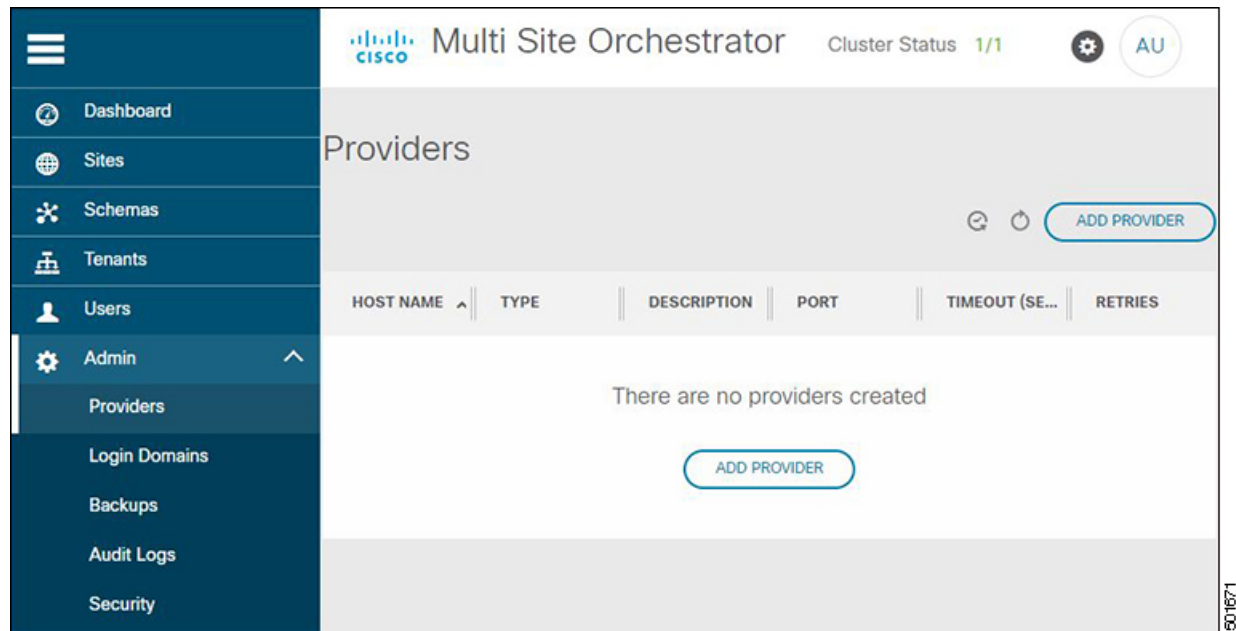 CISCO Multi Site Orchestrator Cluster Status 1/1 AU
Dashboard
Sites
Schemas
Tenants
Users
Admin
Providers
Login Domains
Backups
Audit Logs
Security
Providers
ADD PROVIDER
HOST NAME TYPE DESCRIPTION PORT TIMEOUT (SE... RETRIES
There are no providers created
ADD PROVIDER
501671